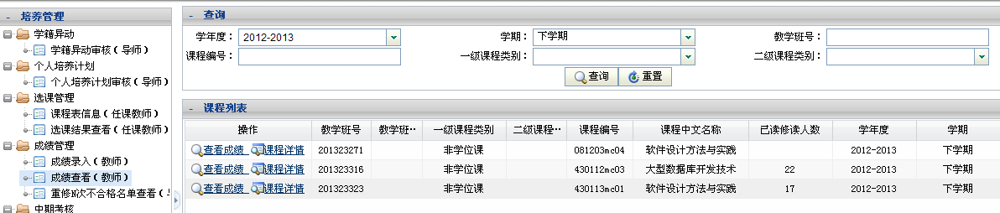 - 培养管理
学籍异动
学籍异动审核（导师）
个人培养计划
个人培养计划审核（导师）
选课管理
课程表信息（任课教师）
选课结果查看（任课教师）
成绩管理
成绩录入（教师）
成绩查看（教师）
重修N次不合格名单查看（
中期考核
- 查询
学年度： 2012-2013 学期： 下学期 教学班号：
课程编号： 一级课程类别： 二级课程类别：
查询 重置
- 课程列表
操作 教学班号 教学班… 一级课程类别 二级课程… 课程编号 课程中文名称 已读修读人数 学年度 学期
查看成绩 课程详情 201323271 非学位课 081203mc04 软件设计方法与实践 2012-2013 下学期
查看成绩 课程详情 201323316 非学位课 430112mc03 大型数据库开发技术 22 2012-2013 下学期
查看成绩 课程详情 201323323 非学位课 430113mc01 软件设计方法与实践 17 2012-2013 下学期